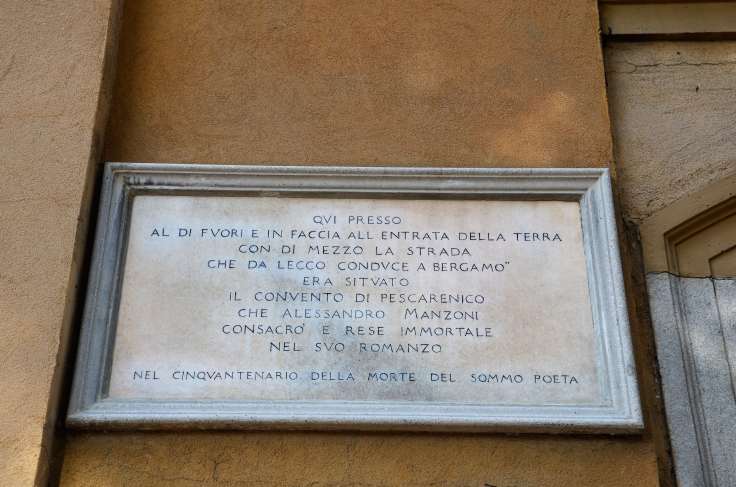 QVI PRESSO
AL DI FVORI E IN FACCIA ALL ENTRATA DELLA TERRA
CON DI MEZZO LA STRADA
CHE DA LECCO CONDVCE A BERGAMO"
ERA SITVATO
IL CONVENTO DI PESCARENICO
CHE ALESSANDRO MANZONI
CONSACRO' E RESE IMMORTALE
NEL SVO ROMANZO
NEL CINQVANTENARIO DELLA MORTE DEL SOMMO POETA